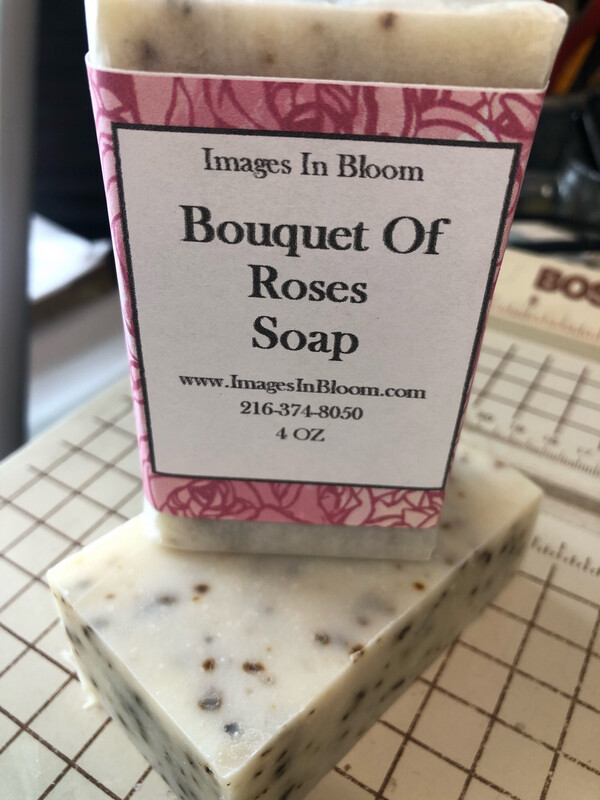 Images In Bloom
Bouquet Of
Roses
Soap
www.ImagesInBloom.com
216-374-8050
4 OZ